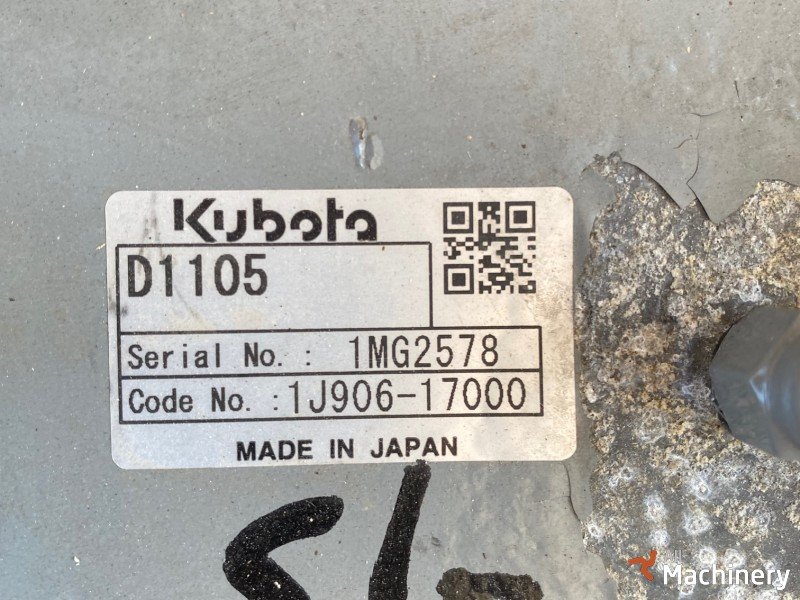 Kubota
D1105
Serial No. : 1MG2578
Code No. : 1J906-17000
MADE IN JAPAN
Machinery